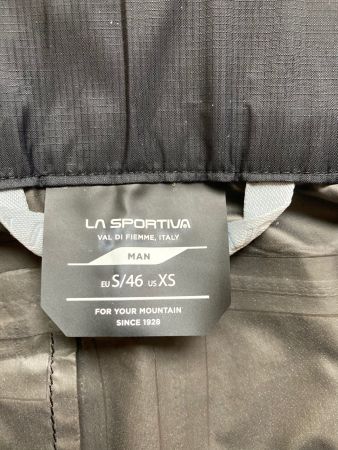 LA SPORTIVA
VAL DI FIEMME, ITALY
MAN
EU S/46 US XS
FOR YOUR MOUNTAIN
SINCE 1928